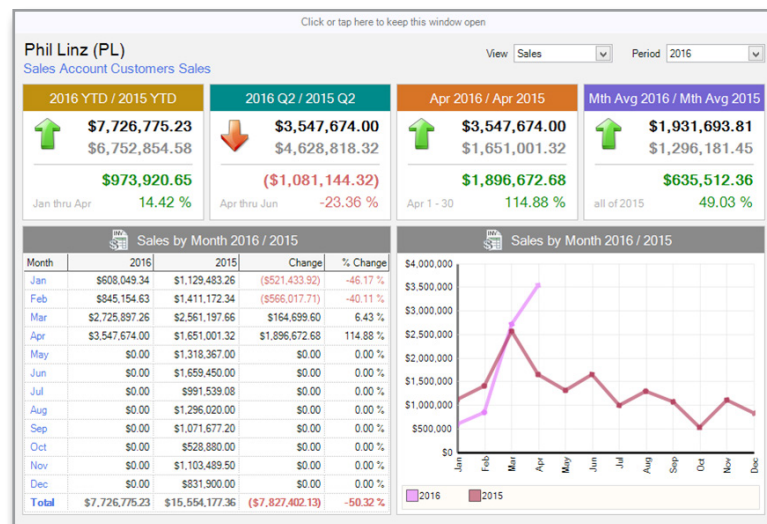 Click or tap here to keep this window open
Phil Linz (PL)
Sales Account Customers Sales
View Sales Period 2016
2016 YTD / 2015 YTD
$7,726,775.23
$6,752,854.58
$973,920.65
Jan thru Apr 14.42 %
2016 Q2 / 2015 Q2
$3,547,674.00
$4,628,818.32
($1,081,144.32)
Apr thru Jun -23.36 %
Apr 2016 / Apr 2015
$3,547,674.00
$1,651,001.32
$1,896,672.68
Apr 1 - 30 114.88 %
Mth Avg 2016 / Mth Avg 2015
$1,931,693.81
$1,296,181.45
$635,512.36
all of 2015 49.03 %
Sales by Month 2016 / 2015
Month 2016 2015 Change % Change
Jan $608,049.34 $1,129,483.26 ($521,433.92) -46.17 %
Feb $845,154.63 $1,411,172.34 ($566,017.71) -40.11 %
Mar $2,725,897.26 $2,561,197.66 $164,699.60 6.43 %
Apr $3,547,674.00 $1,651,001.32 $1,896,672.68 114.88 %
May $0.00 $1,318,367.00 $0.00 0.00 %
Jun $0.00 $1,659,450.00 $0.00 0.00 %
Jul $0.00 $991,539.08 $0.00 0.00 %
Aug $0.00 $1,296,020.00 $0.00 0.00 %
Sep $0.00 $1,071,677.20 $0.00 0.00 %
Oct $0.00 $528,880.00 $0.00 0.00 %
Nov $0.00 $1,103,489.50 $0.00 0.00 %
Dec $0.00 $831,900.00 $0.00 0.00 %
Total $7,726,775.23 $15,554,177.36 ($7,827,402.13) -50.32 %
Sales by Month 2016 / 2015
$4,000,000
$3,500,000
$3,000,000
$2,500,000
$2,000,000
$1,500,000
$1,000,000
$500,000
$0
Jan Feb Mar Apr May Jun Jul Aug Sep Oct Nov Dec
2016 2015